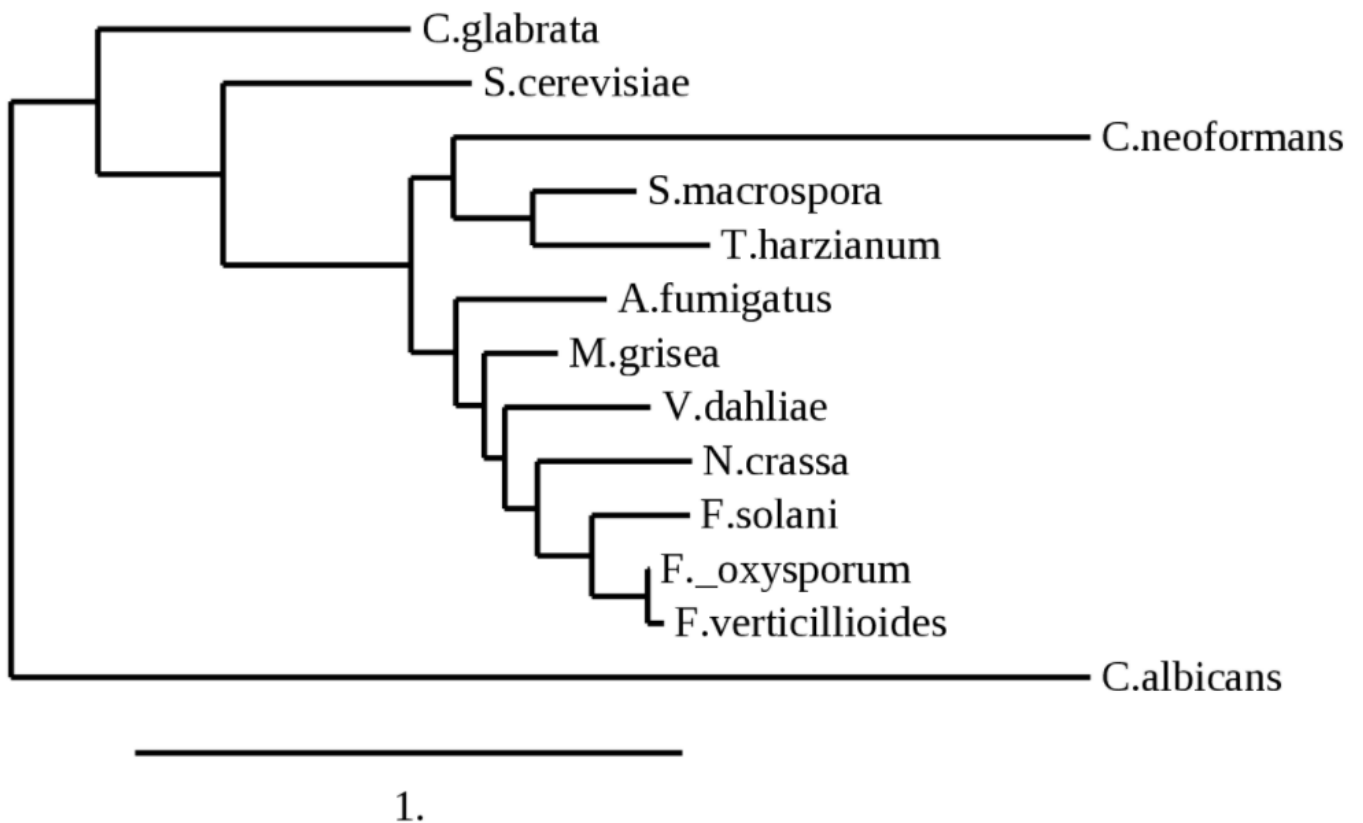 C.glabrata
S.cerevisiae
C.neoformans
S.macrospora
T.harzianum
A.fumigatus
M.grisea
V.dahliae
N.crassa
F.solani
F._oxysporum
F.verticillioides
C.albicans
1.